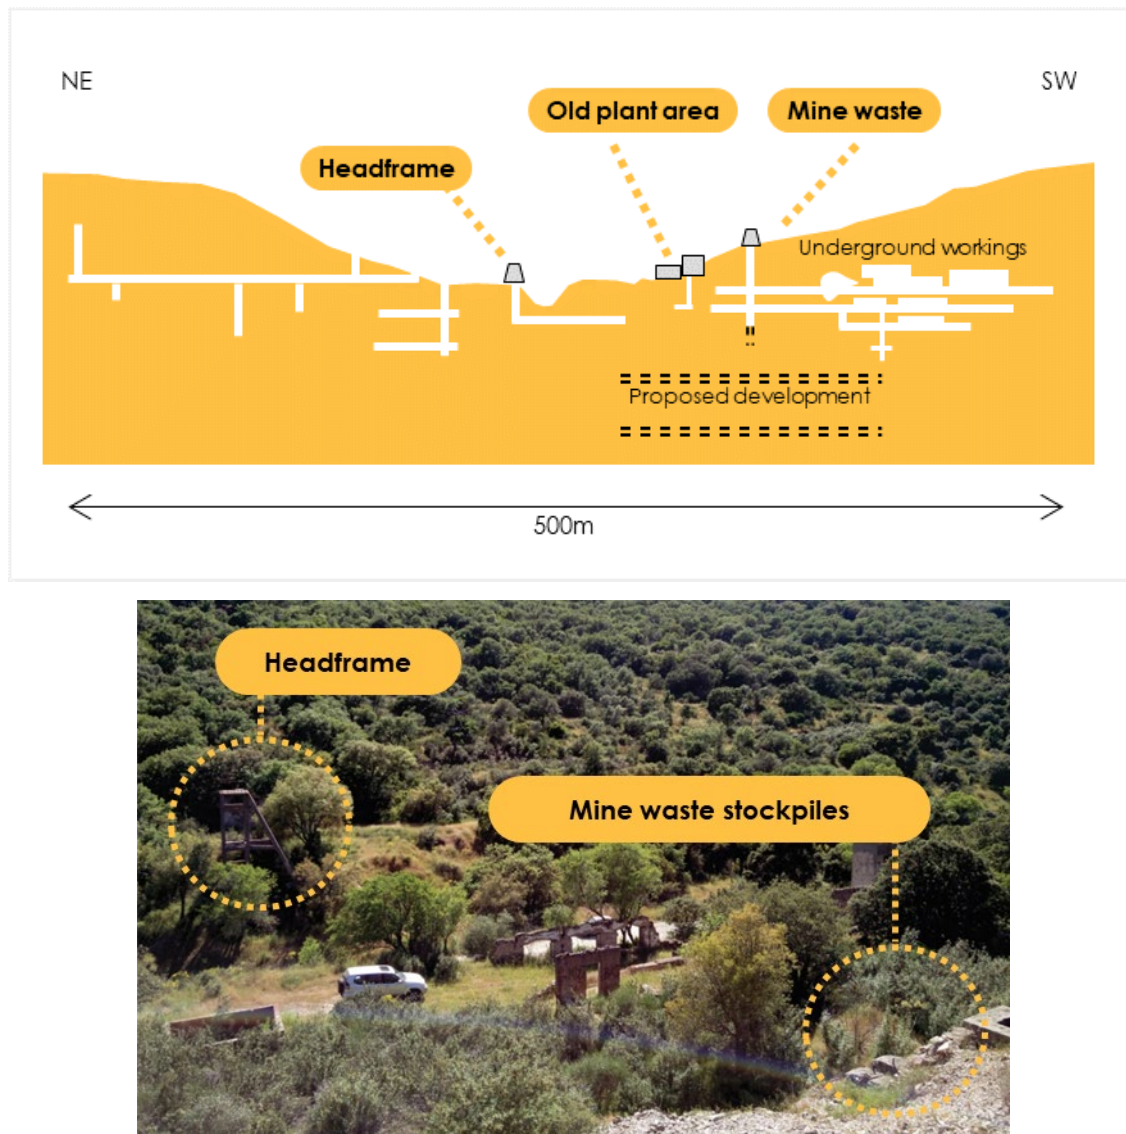 NE
SW
Old plant area
Mine waste
Headframe
Underground workings
Proposed development
500m
Headframe
Mine waste stockpiles